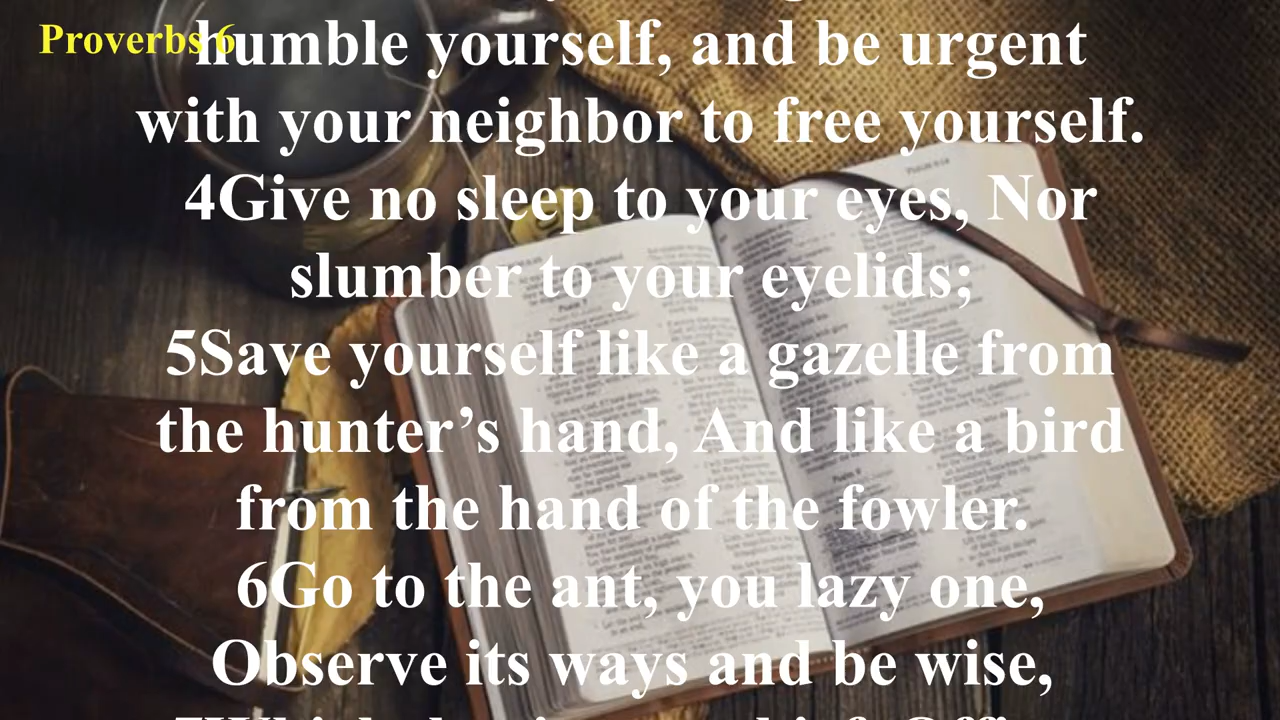 Proverbs 6
humble yourself, and be urgent
with your neighbor to free yourself.
4Give no sleep to your eyes, Nor
slumber to your eyelids;
5Save yourself like a gazelle from
the hunter’s hand, And like a bird
from the hand of the fowler.
6Go to the ant, you lazy one,
Observe its ways and be wise,